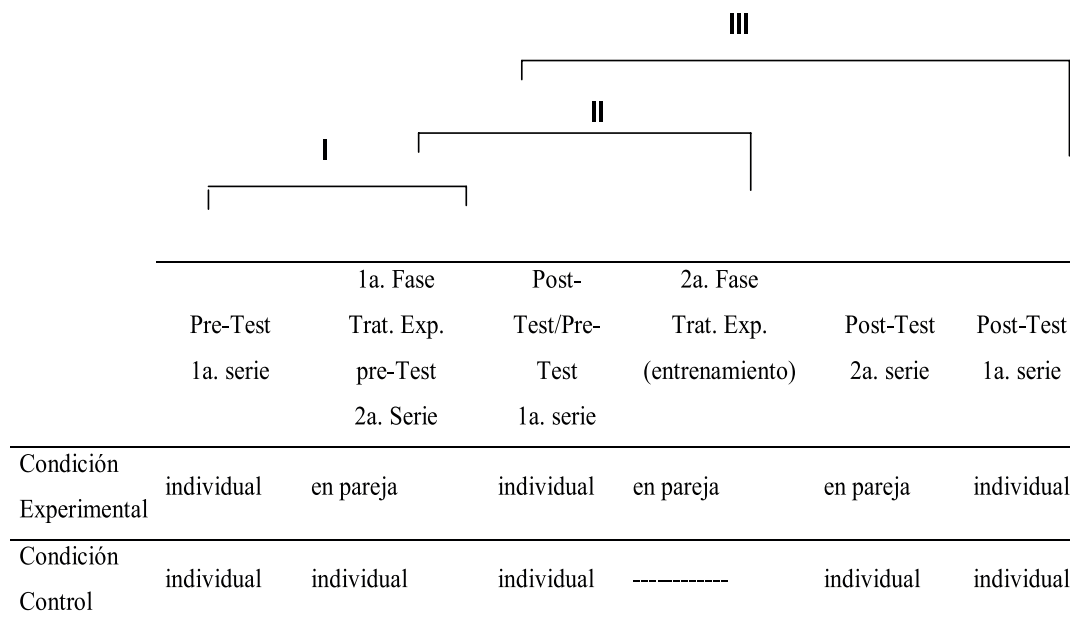 III
II
I
1a. Fase Post- 2a. Fase
Pre-Test Trat. Exp. Test/Pre- Trat. Exp. Post-Test Post-Test
1a. serie pre-Test Test (entrenamiento) 2a. serie 1a. serie
2a. Serie 1a. serie
Condición
individual en pareja individual en pareja en pareja individual
Experimental
Condición
individual individual individual ------------- individual individual
Control